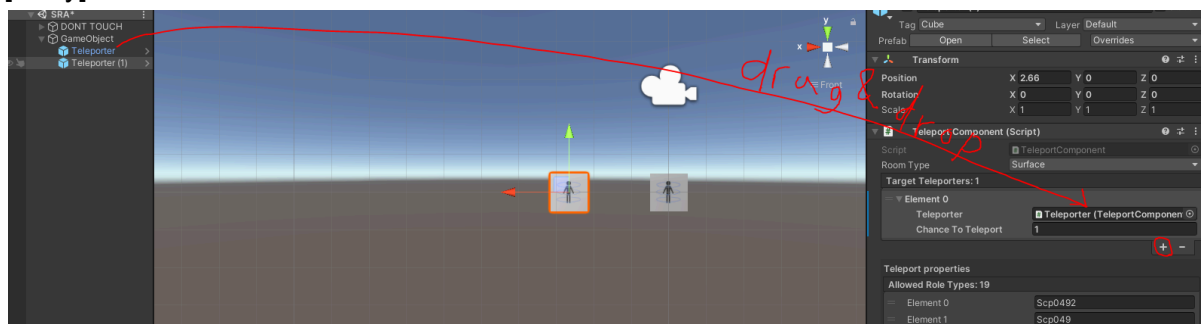 SRA*
DONT TOUCH
GameObject
Teleporter
Teleporter (1)
y
x
Front
drag & drop
Tag Cube Layer Default
Prefab Open Select Overrides
Transform
Position X 2.66 Y 0 Z 0
Rotation X 0 Y 0 Z 0
Scale X 1 Y 1 Z 1
Teleport Component (Script)
Script TeleportComponent
Room Type Surface
Target Teleporters: 1
Element 0
Teleporter Teleporter (TeleportComponen
Chance To Teleport 1
+ -
Teleport properties
Allowed Role Types: 19
Element 0 Scp0492
Element 1 Scp049